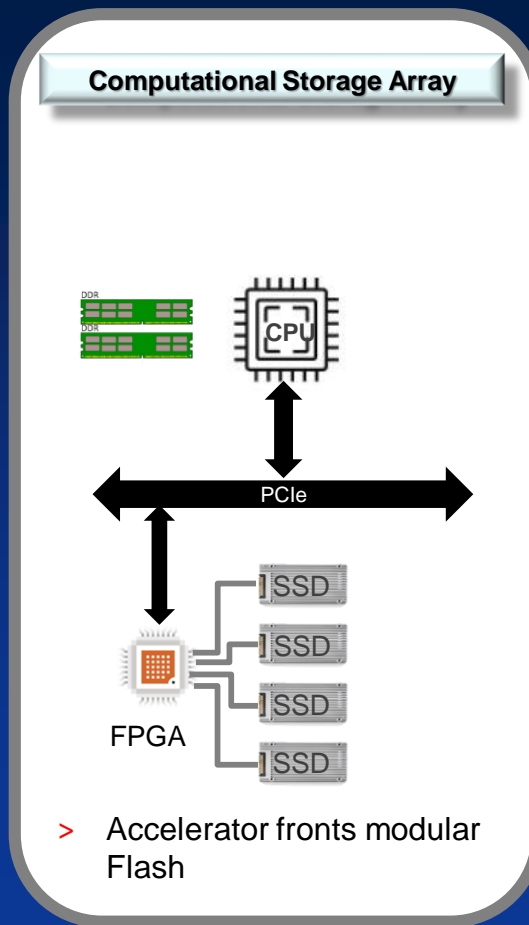 Computational Storage Array
DDR
DDR
CPU
PCIe
SSD
SSD
SSD
SSD
FPGA
> Accelerator fronts modular
Flash